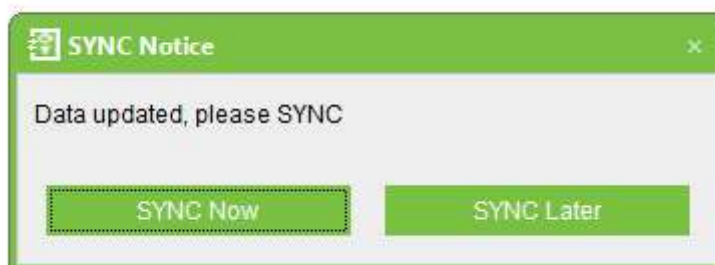 SYNC Notice
Data updated, please SYNC
SYNC Now
SYNC Later